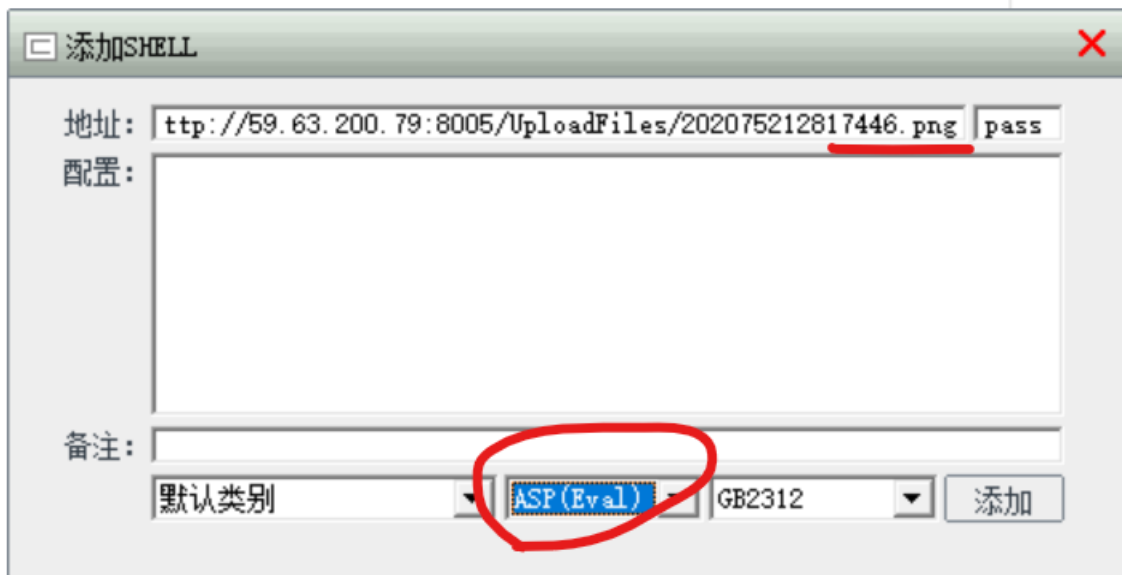 添加SHELL
地址: ttp://59.63.200.79:8005/UploadFiles/202075212817446.png pass
配置:
备注:
默认类别 ASP(Eval) GB2312 添加